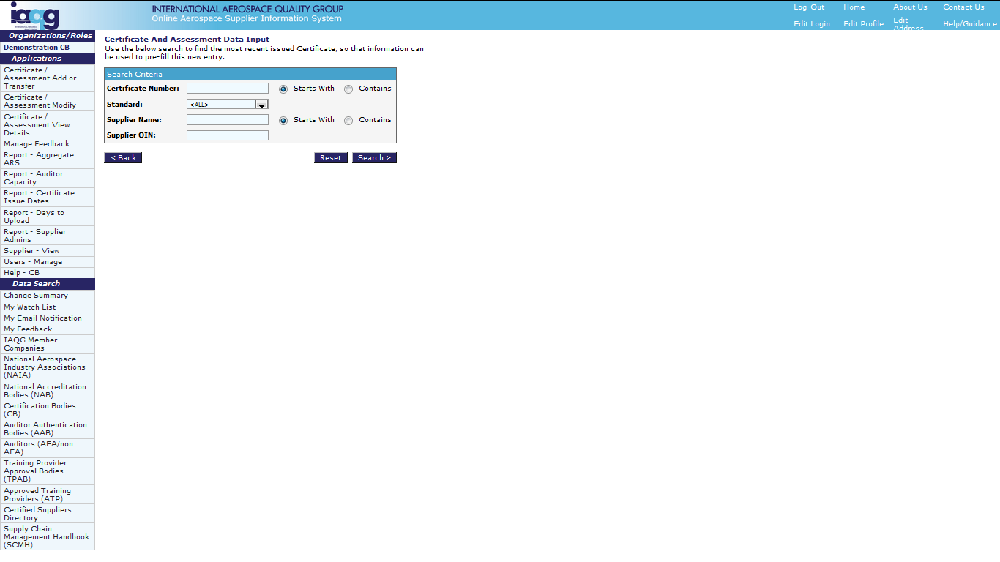 iaqg
INTERNATIONAL AEROSPACE QUALITY GROUP
Online Aerospace Supplier Information System
Log-Out
Home
About Us
Contact Us
Edit Login
Edit Profile
Edit
Address
Help/Guidance
Organizations/Roles
Demonstration CB
Applications
Certificate /
Assessment Add or
Transfer
Certificate /
Assessment Modify
Certificate /
Assessment View
Details
Manage Feedback
Report - Aggregate
ARS
Report - Auditor
Capacity
Report - Certificate
Issue Dates
Report - Days to
Upload
Report - Supplier
Admins
Supplier - View
Users - Manage
Help - CB
Data Search
Change Summary
My Watch List
My Email Notification
My Feedback
IAQG Member
Companies
National Aerospace
Industry Associations
(NAIA)
National Accreditation
Bodies (NAB)
Certification Bodies
(CB)
Auditor Authentication
Bodies (AAB)
Auditors (AEA/non
AEA)
Training Provider
Approval Bodies
(TPAB)
Approved Training
Providers (ATP)
Certified Suppliers
Directory
Supply Chain
Management Handbook
(SCMH)
Certificate And Assessment Data Input
Use the below search to find the most recent issued Certificate, so that information can
be used to pre-fill this new entry.
Search Criteria
Certificate Number: Starts With Contains
Standard: <ALL>
Supplier Name: Starts With Contains
Supplier OIN:
< Back Reset Search >